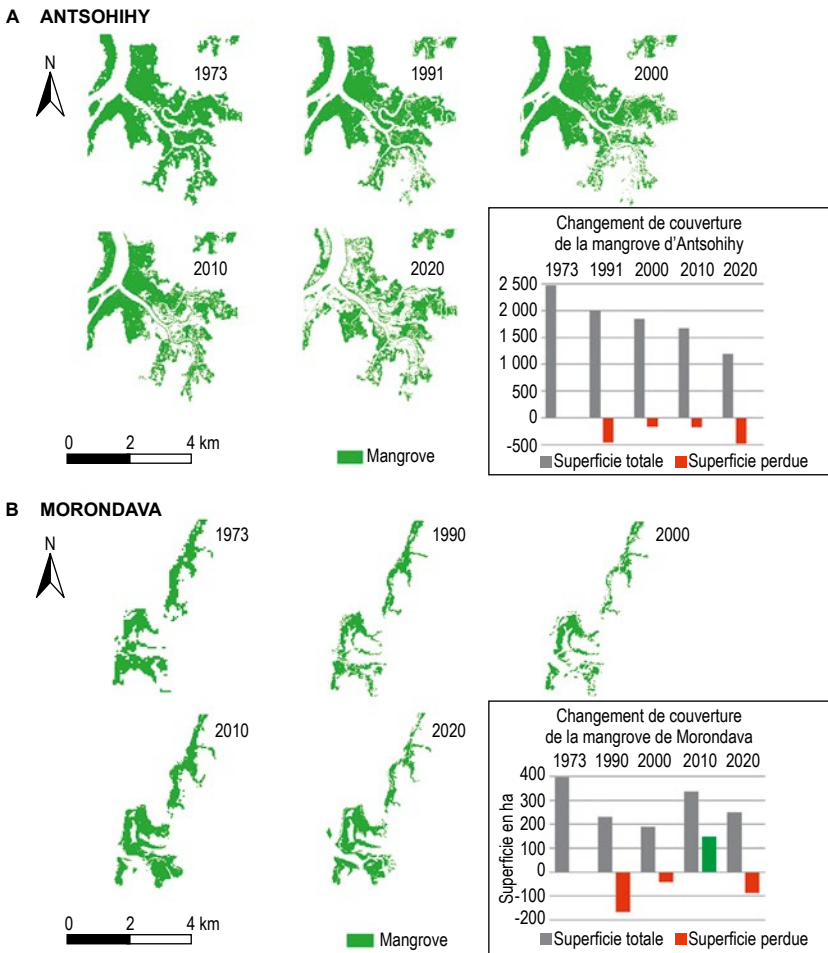 A ANTSOHIHY
N
1973
1991
2000
2010
2020
Changement de couverture
de la mangrove d'Antsohihy
1973 1991 2000 2010 2020
2 500
2 000
1 500
1 000
500
0
-500
Superficie totale Superficie perdue
0 2 4 km
Mangrove
B MORONDAVA
N
1973
1990
2000
2010
2020
Changement de couverture
de la mangrove de Morondava
1973 1990 2000 2010 2020
Superficie en ha
400
300
200
100
0
-100
-200
Superficie totale Superficie perdue
0 2 4 km
Mangrove